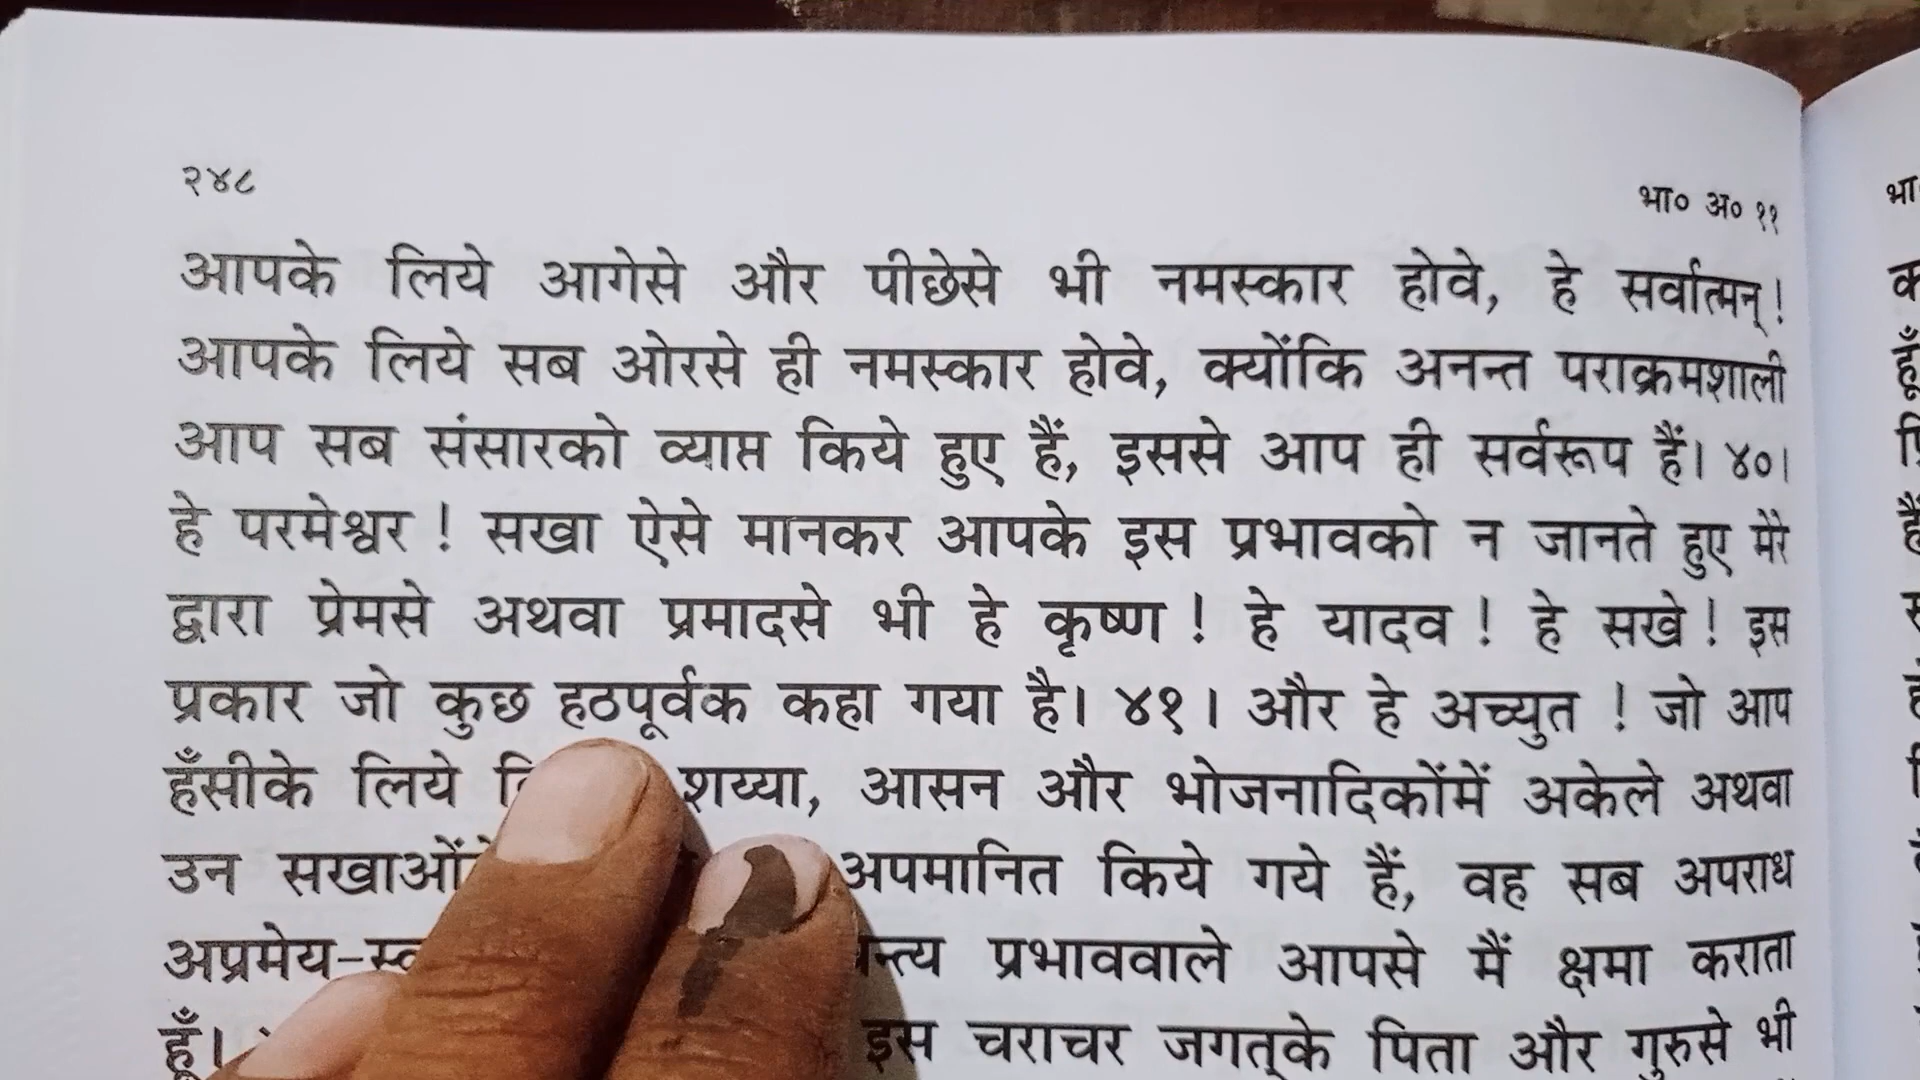 २४८
भा० अ० ११
आपके लिये आगेसे और पीछेसे भी नमस्कार होवे, हे सर्वात्मन्!
आपके लिये सब ओरसे ही नमस्कार होवे, क्योंकि अनन्त पराक्रमशाली
आप सब संसारको व्याप्त किये हुए हैं, इससे आप ही सर्वरूप हैं। ४०।
हे परमेश्वर ! सखा ऐसे मानकर आपके इस प्रभावको न जानते हुए मेरे
द्वारा प्रेमसे अथवा प्रमादसे भी हे कृष्ण ! हे यादव ! हे सखे ! इस
प्रकार जो कुछ हठपूर्वक कहा गया है। ४१ । और हे अच्युत ! जो आप
हँसीके लिये शय्या, आसन और भोजनादिकोंमें अकेले अथवा
उन अपमानित किये गये हैं, वह सब अपराध
प्रभाववाले आपसे मैं क्षमा कराता
हूँ। इस चराचर जगत्के पिता और गुरुसे भी